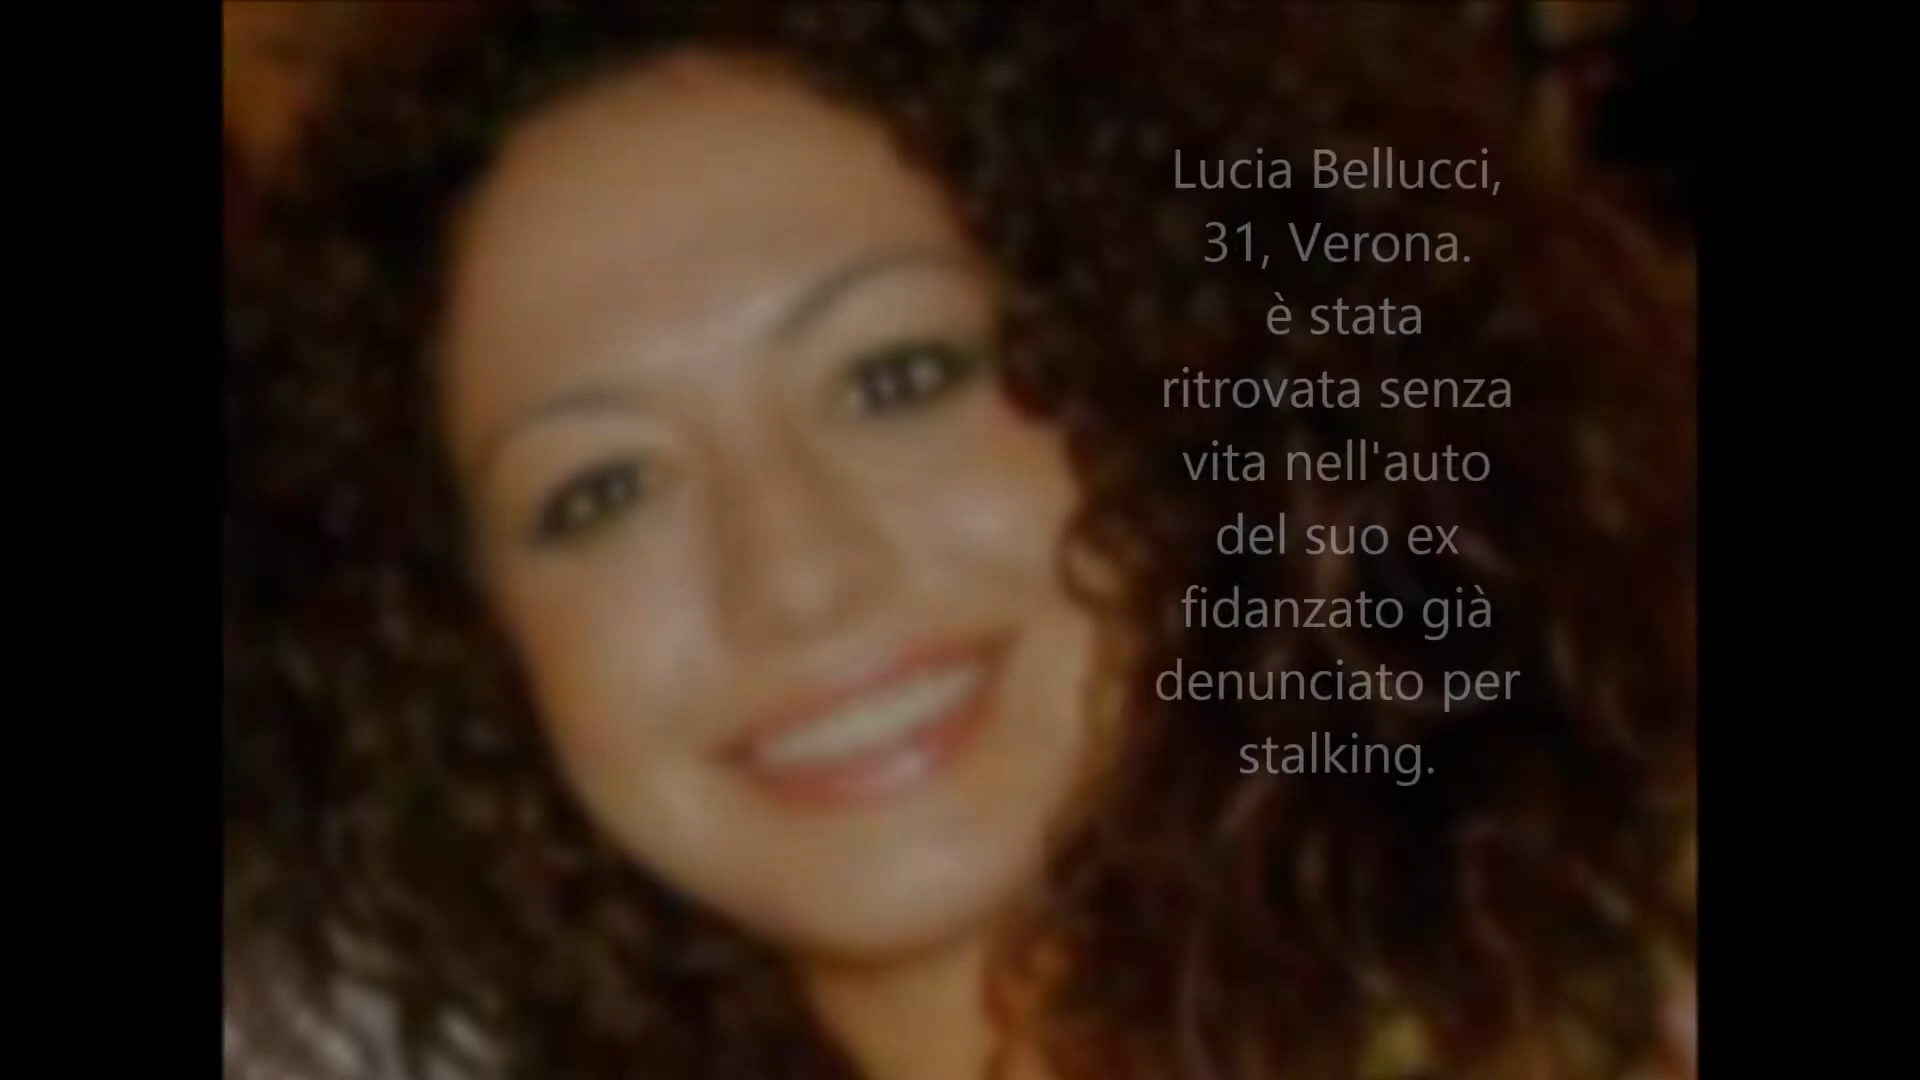 Lucia Bellucci,
31, Verona.
è stata
ritrovata senza
vita nell'auto
del suo ex
fidanzato già
denunciato per
stalking.